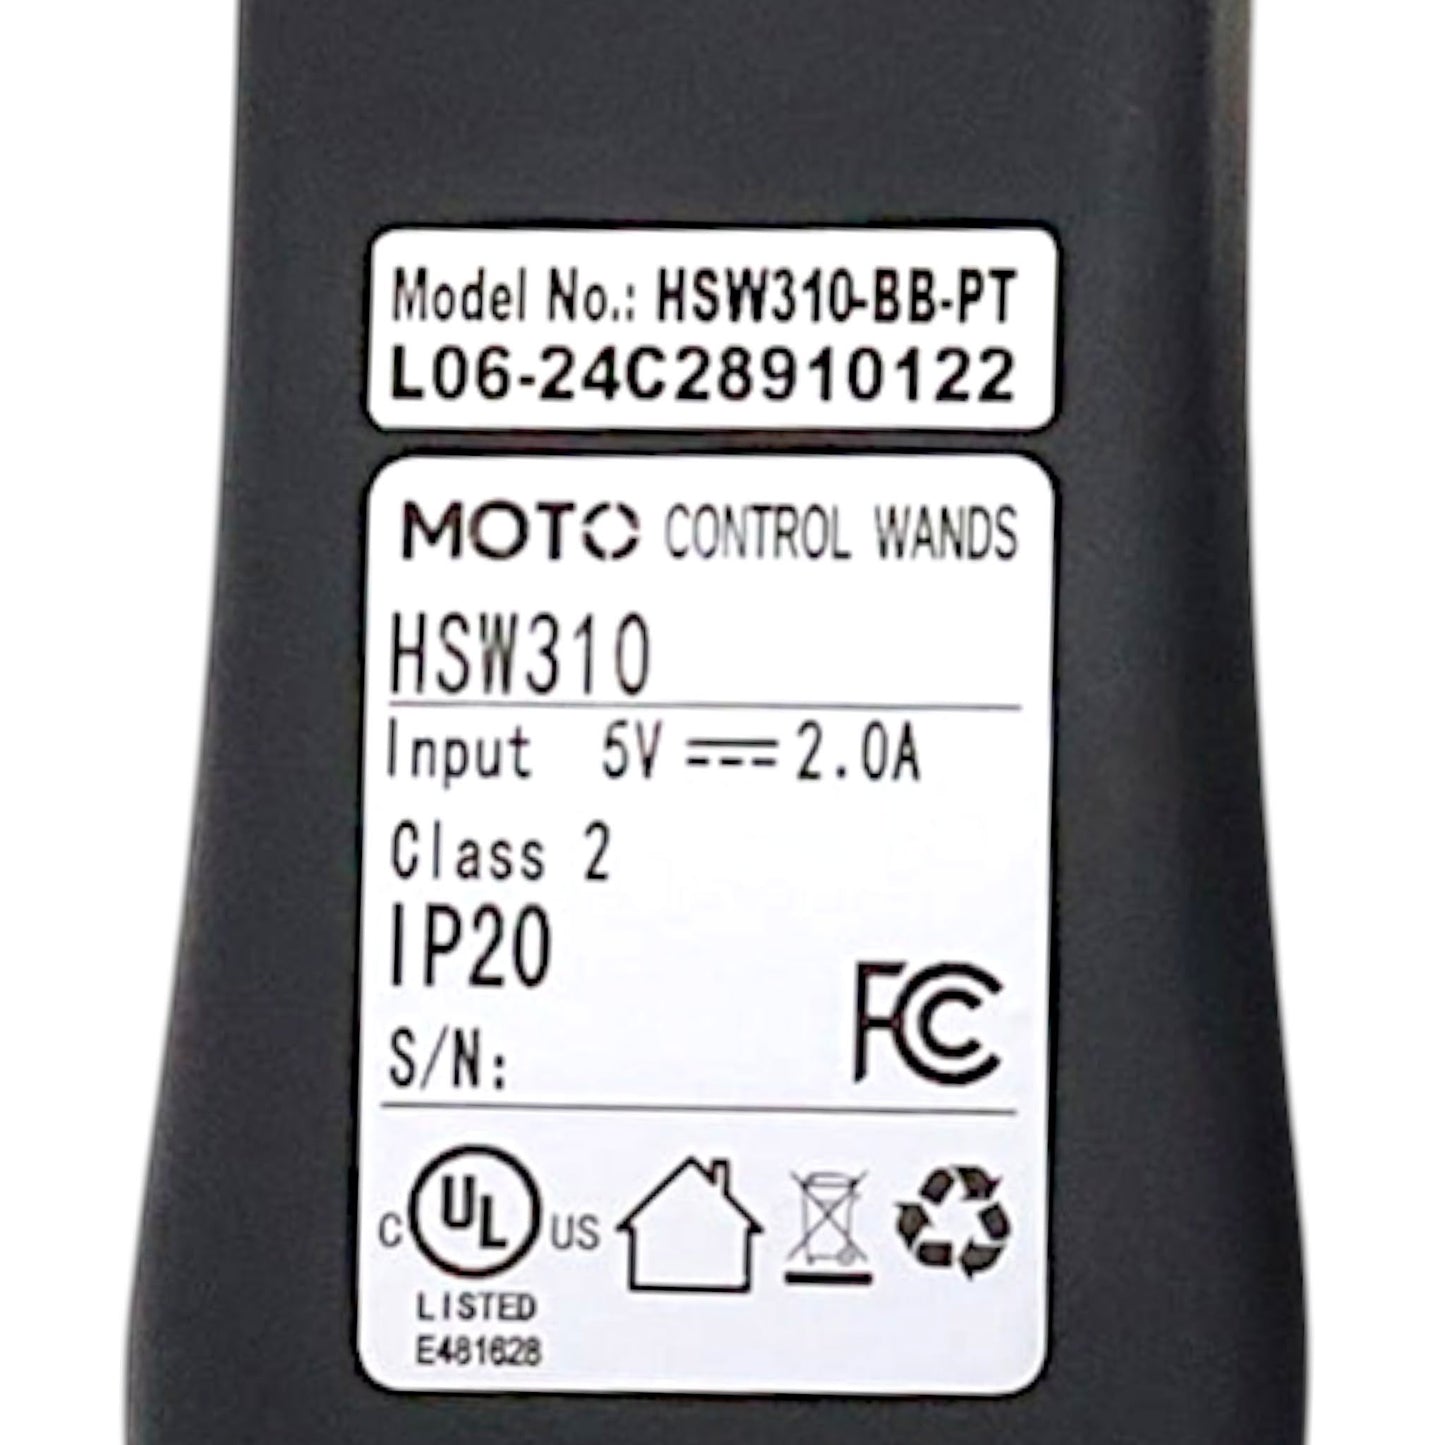 Model No.: HSW310-BB-PT
L06-24C28910122
MOTO CONTROL WANDS
HSW310
Input 5V ⎓ 2.0A
Class 2
IP20
S/N:
FC
C UL US
LISTED
E481628